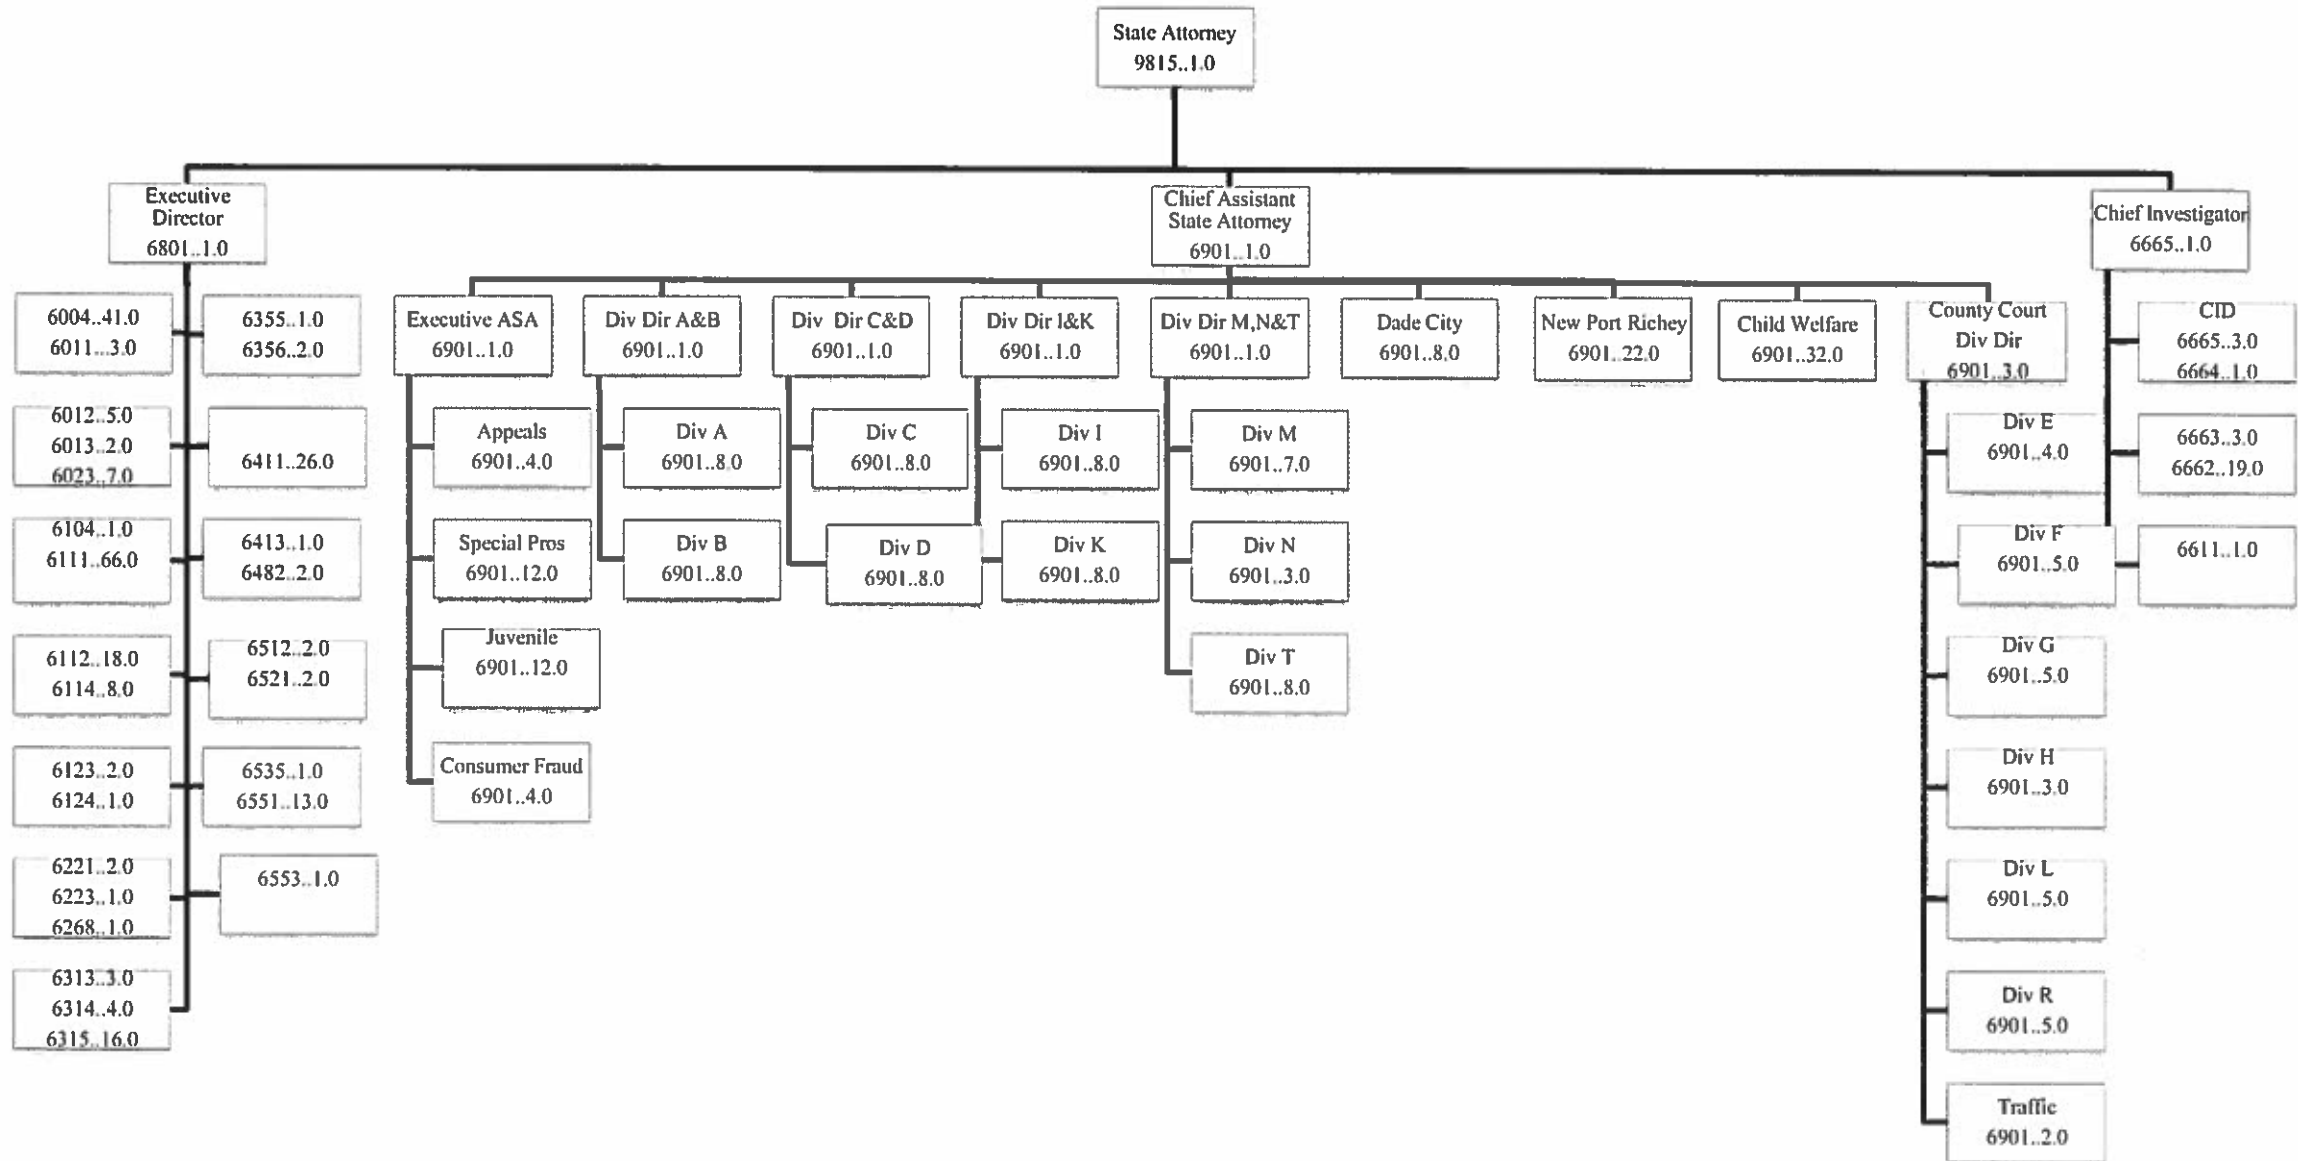 State Attorney
9815..1.0
Executive
Director
6801..1.0
Chief Assistant
State Attorney
6901..1.0
Chief Investigator
6665..1.0
6004..41.0
6011...3.0
6355..1.0
6356..2.0
6012..5.0
6013..2.0
6023..7.0
6411..26.0
6104..1.0
6111..66.0
6413..1.0
6482..2.0
6112..18.0
6114..8.0
6512..2.0
6521..2.0
6123..2.0
6124..1.0
6535..1.0
6551..13.0
6221..2.0
6223..1.0
6268..1.0
6553..1.0
6313..3.0
6314..4.0
6315..16.0
Executive ASA
6901..1.0
Appeals
6901..4.0
Special Pros
6901..12.0
Juvenile
6901..12.0
Consumer Fraud
6901..4.0
Div Dir A&B
6901..1.0
Div A
6901..8.0
Div B
6901..8.0
Div Dir C&D
6901..1.0
Div C
6901..8.0
Div D
6901..8.0
Div Dir I&K
6901..1.0
Div I
6901..8.0
Div K
6901..8.0
Div Dir M,N&T
6901..1.0
Div M
6901..7.0
Div N
6901..3.0
Div T
6901..8.0
Dade City
6901..8.0
New Port Richey
6901..22.0
Child Welfare
6901..32.0
County Court
Div Dir
6901..3.0
Div E
6901..4.0
Div F
6901..5.0
Div G
6901..5.0
Div H
6901..3.0
Div L
6901..5.0
Div R
6901..5.0
Traffic
6901..2.0
CID
6665..3.0
6664..1.0
6663..3.0
6662..19.0
6611..1.0